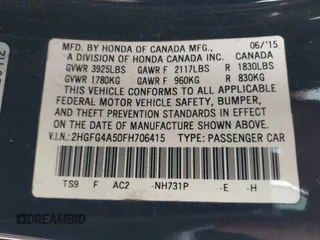 MFD. BY HONDA OF CANADA MFG., 06/'15
A DIVISION OF HONDA CANADA INC. CANADA
GVWR 3925LBS GAWR F 2117LBS R 1830LBS
GVWR 1780KG GAWR F 960KG R 830KG
THIS VEHICLE CONFORMS TO ALL APPLICABLE
FEDERAL MOTOR VEHICLE SAFETY, BUMPER,
AND THEFT PREVENTION STANDARDS IN EFFECT
ON THE DATE OF MANUFACTURE SHOWN ABOVE.
V.I.N.: 2HGFG4A50FH706415 TYPE: PASSENGER CAR
TS9 F AC2 -NH731P -E -H
DREAMBID